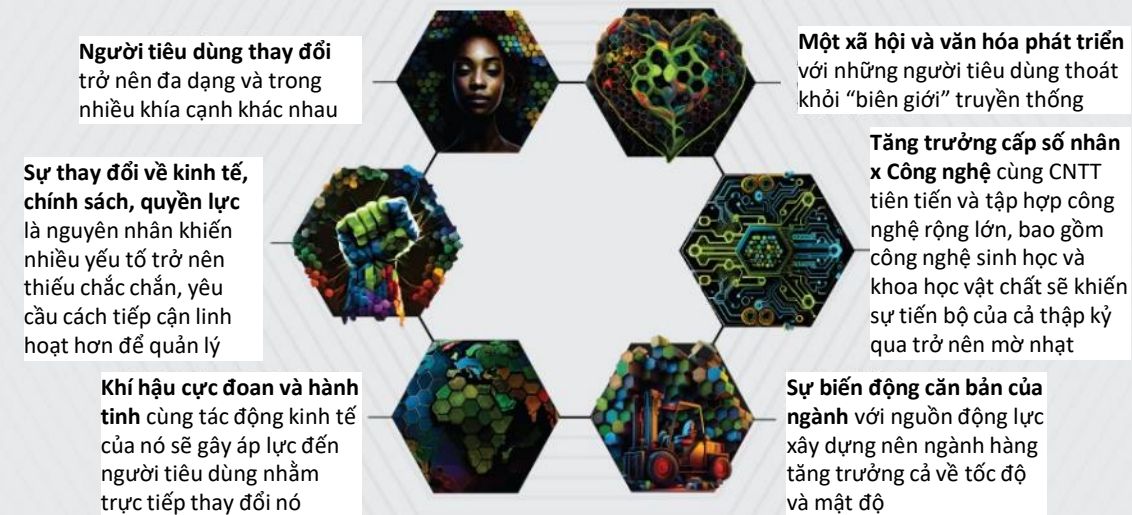 Người tiêu dùng thay đổi
trở nên đa dạng và trong
nhiều khía cạnh khác nhau
Một xã hội và văn hóa phát triển
với những người tiêu dùng thoát
khỏi “biên giới” truyền thống
Sự thay đổi về kinh tế,
chính sách, quyền lực
là nguyên nhân khiến
nhiều yếu tố trở nên
thiếu chắc chắn, yêu
cầu cách tiếp cận linh
hoạt hơn để quản lý
Tăng trưởng cấp số nhân
x Công nghệ cùng CNTT
tiên tiến và tập hợp công
nghệ rộng lớn, bao gồm
công nghệ sinh học và
khoa học vật chất sẽ khiến
sự tiến bộ của cả thập kỷ
qua trở nên mờ nhạt
Khí hậu cực đoan và hành
tinh cùng tác động kinh tế
của nó sẽ gây áp lực đến
người tiêu dùng nhằm
trực tiếp thay đổi nó
Sự biến động căn bản của
ngành với nguồn động lực
xây dựng nên ngành hàng
tăng trưởng cả về tốc độ
và mật độ